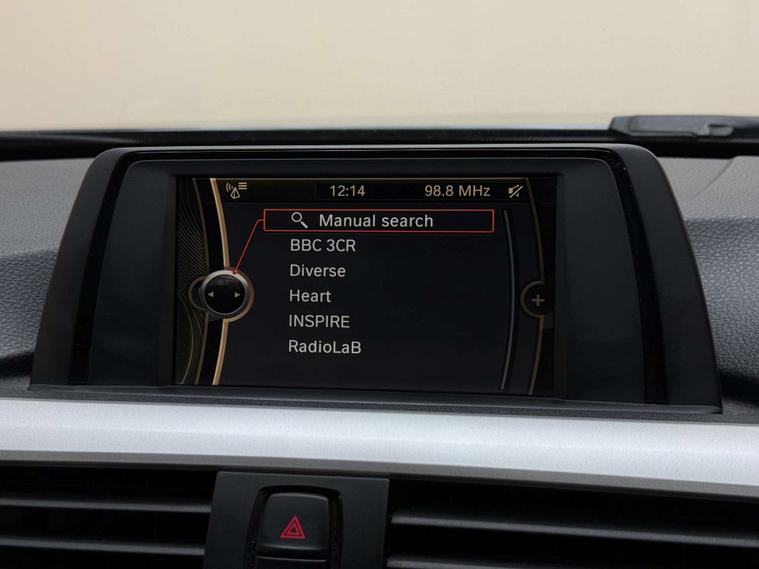 12:14 98.8 MHz
Manual search
BBC 3CR
Diverse
Heart
INSPIRE
RadioLaB